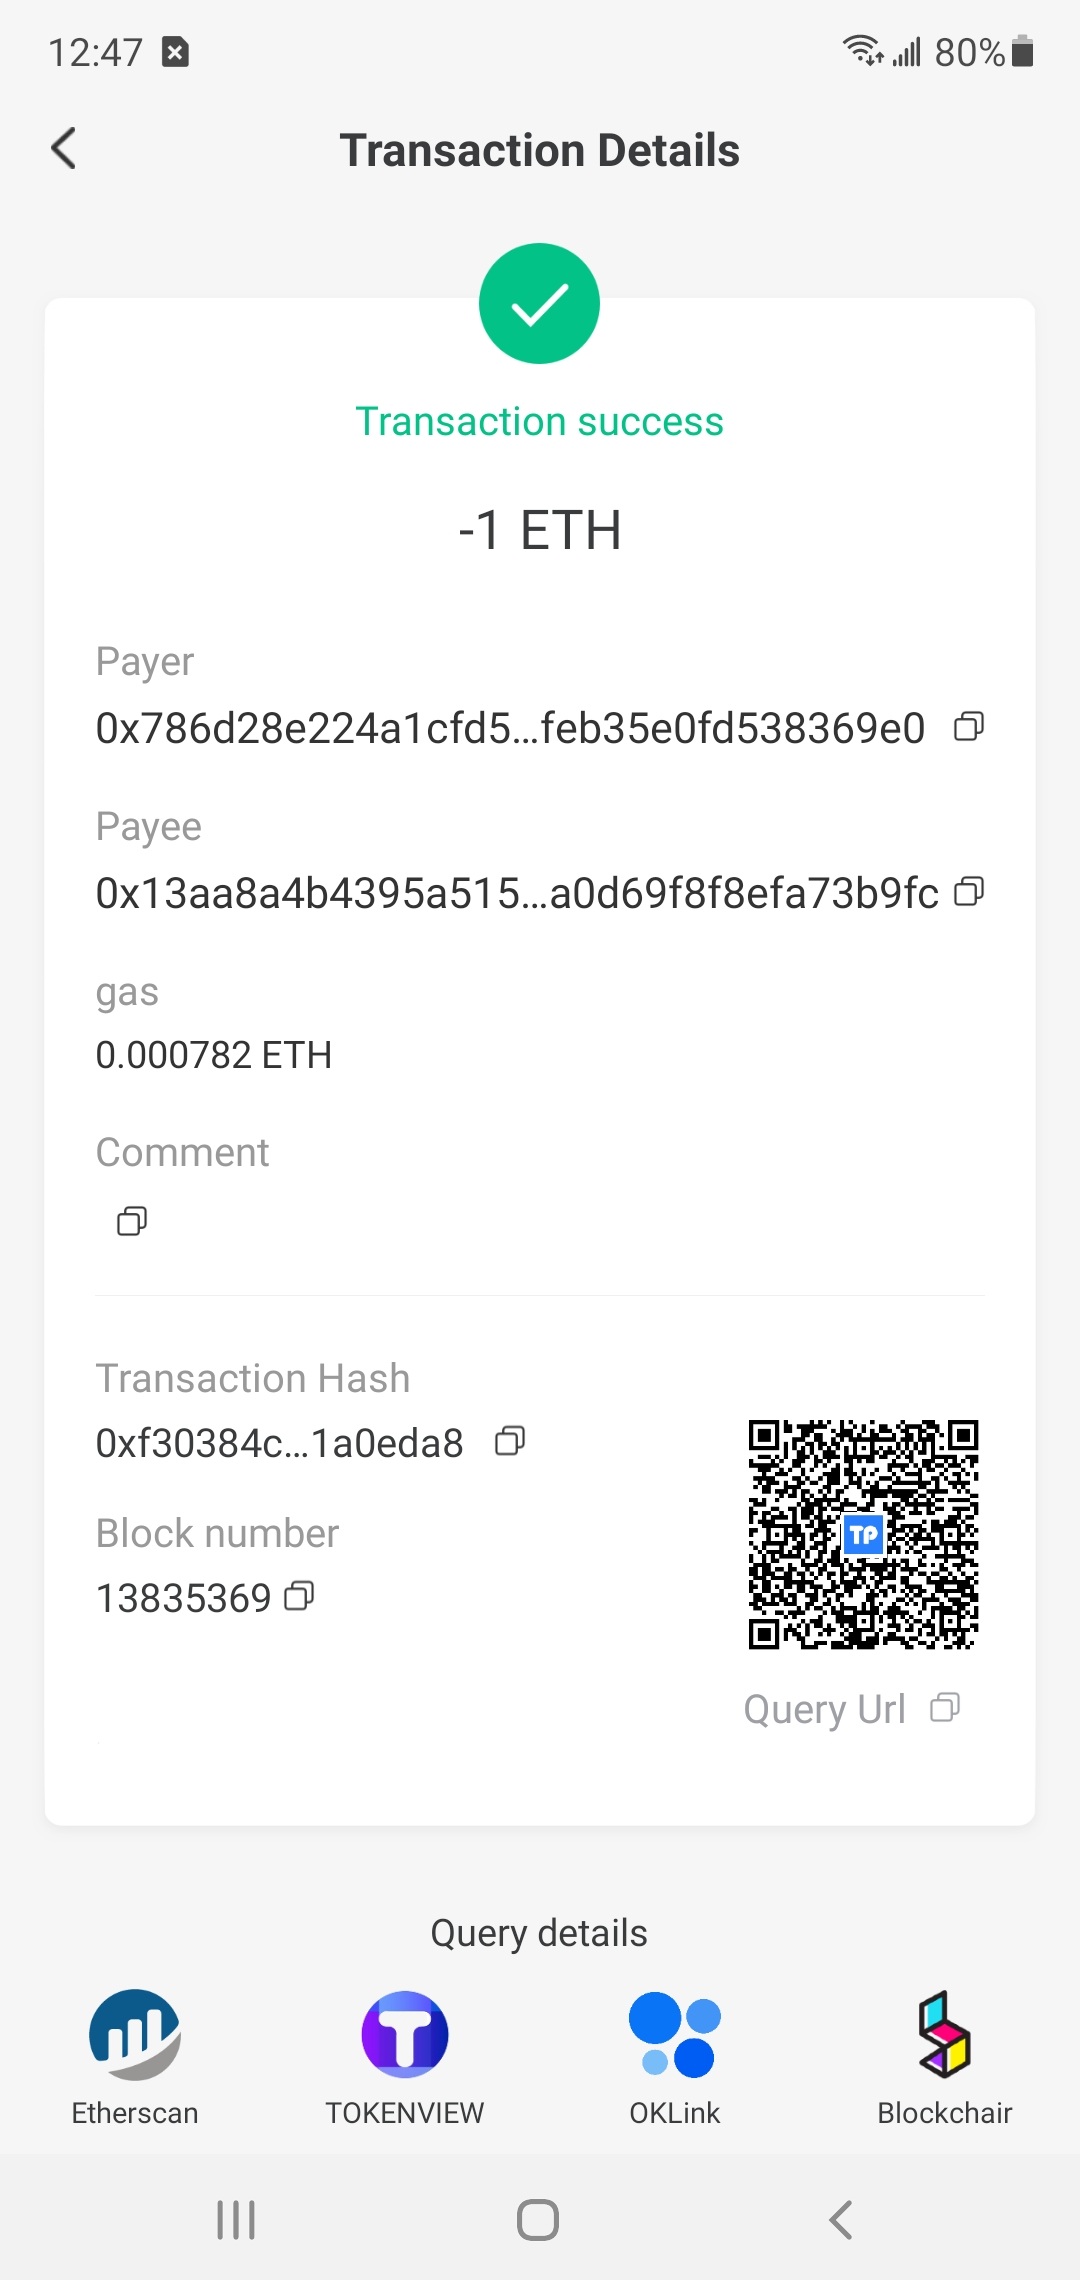 12:47
80%
Transaction Details
Transaction success
-1 ETH
Payer
0x786d28e224a1cfd5...feb35e0fd538369e0
Payee
0x13aa8a4b4395a515...a0d69f8f8efa73b9fc
gas
0.000782 ETH
Comment
Transaction Hash
0xf30384c...1a0eda8
Block number
13835369
TP
Query Url
Query details
Etherscan
TOKENVIEW
OKLink
Blockchair